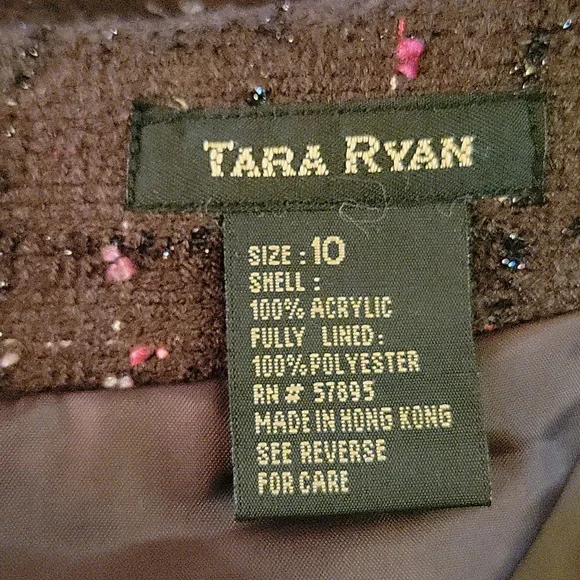 TARA RYAN
SIZE : 10
SHELL :
100% ACRYLIC
FULLY LINED:
100%POLYESTER
RN # 57895
MADE IN HONG KONG
SEE REVERSE
FOR CARE